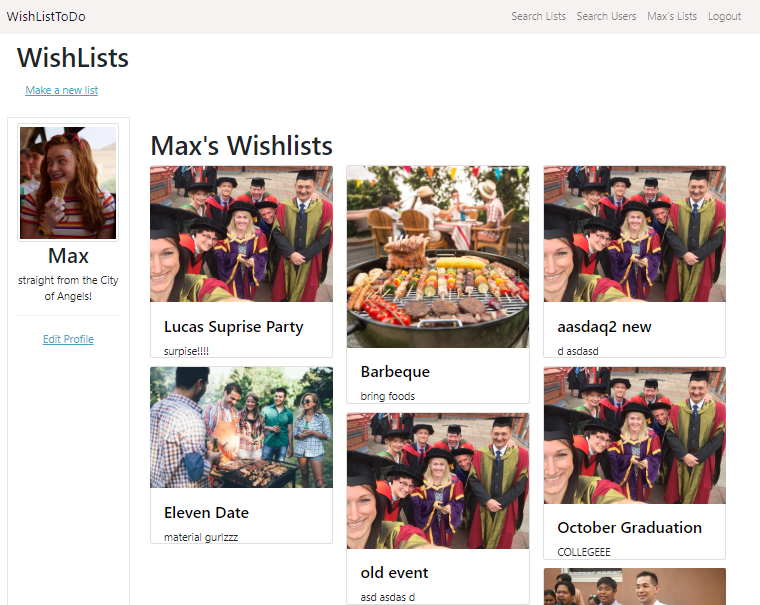 WishListToDo
Search Lists
Search Users
Max's Lists
Logout
WishLists
Make a new list
Max
straight from the City
of Angels!
Edit Profile
Max's Wishlists
Lucas Suprise Party
surpise!!!!
Barbeque
bring foods
aasdaq2 new
d asdasd
Eleven Date
material gurlzzz
old event
asd asdas d
October Graduation
COLLEGEEE